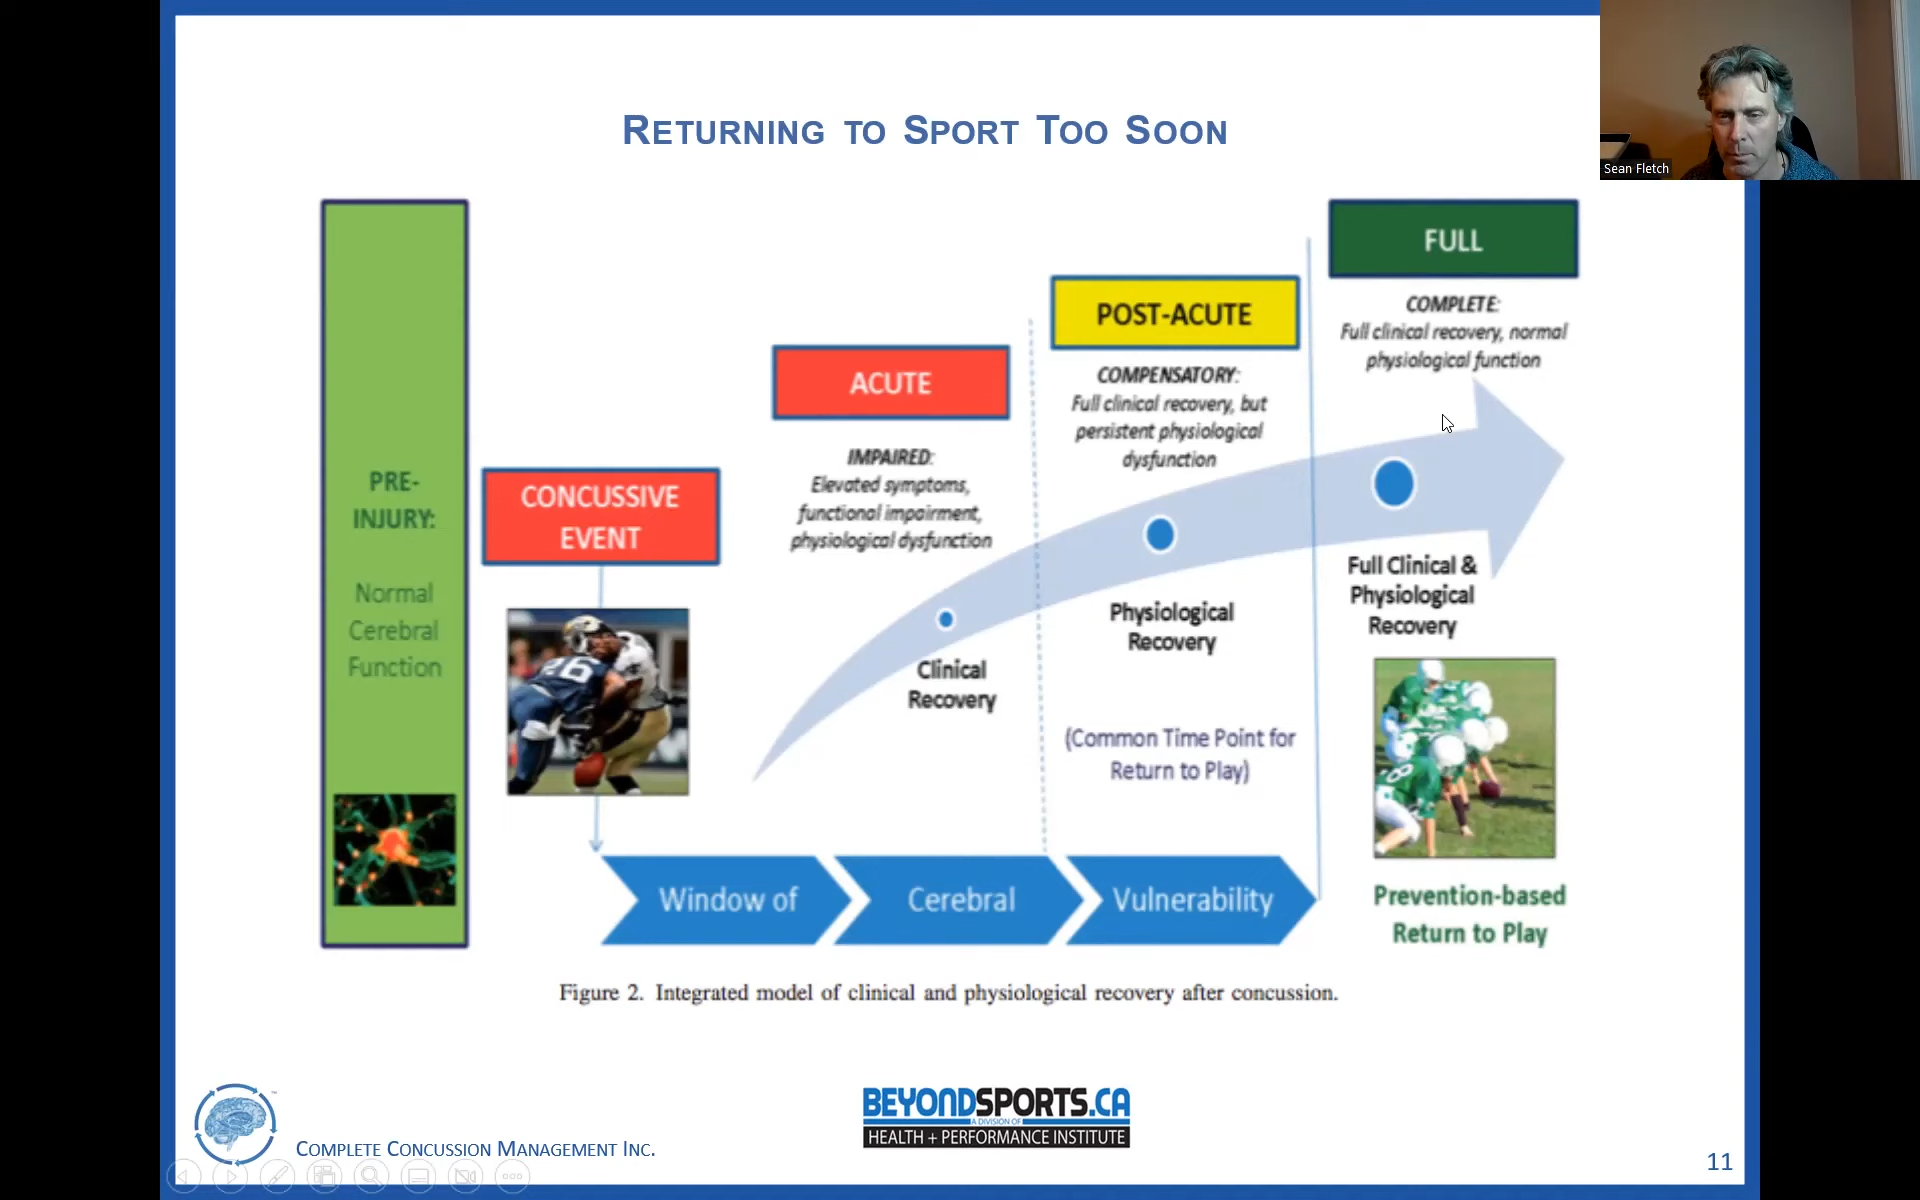 RETURNING TO SPORT TOO SOON
Sean Fletch
PRE-
INJURY:
Normal
Cerebral
Function
CONCUSSIVE
EVENT
ACUTE
IMPAIRED:
Elevated symptoms,
functional impairment,
physiological dysfunction
POST-ACUTE
COMPENSATORY:
Full clinical recovery, but
persistent physiological
dysfunction
FULL
COMPLETE:
Full clinical recovery, normal
physiological function
26
Clinical
Recovery
Physiological
Recovery
(Common Time Point for
Return to Play)
Full Clinical &
Physiological
Recovery
8
Window of
Cerebral
Vulnerability
Prevention-based
Return to Play
Figure 2. Integrated model of clinical and physiological recovery after concussion.
COMPLETE CONCUSSION MANAGEMENT INC.
BEYONDSPORTS.CA
A DIVISION OF
HEALTH + PERFORMANCE INSTITUTE
11